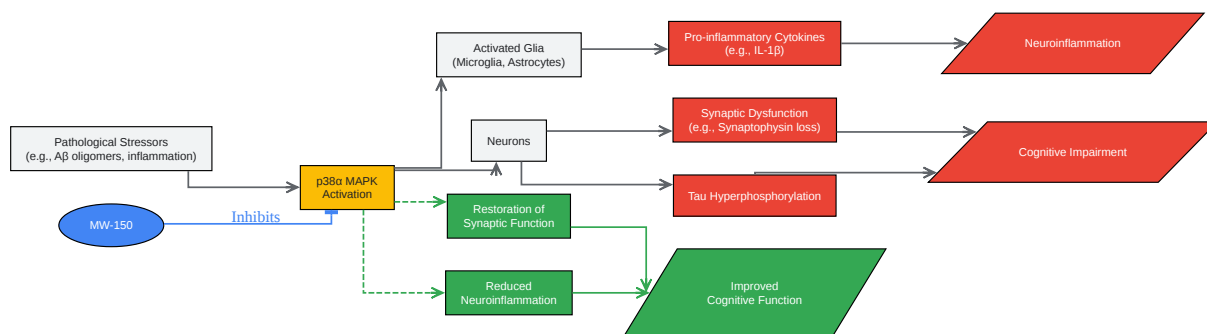 Activated Glia
(Microglia, Astrocytes)
Pro-inflammatory Cytokines
(e.g., IL-1β)
Neuroinflammation
Pathological Stressors
(e.g., Aβ oligomers, inflammation)
Neurons
Synaptic Dysfunction
(e.g., Synaptophysin loss)
Cognitive Impairment
p38α MAPK
Activation
Tau Hyperphosphorylation
MW-150
Inhibits
Restoration of
Synaptic Function
Reduced
Neuroinflammation
Improved
Cognitive Function